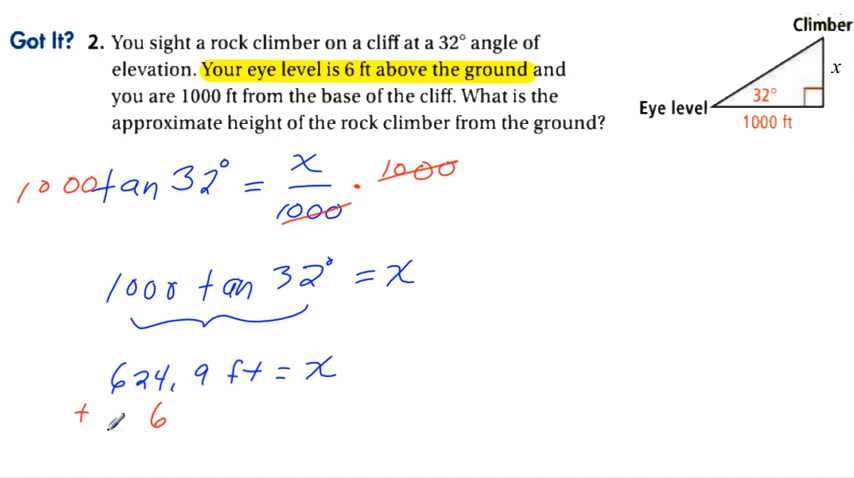 Got It? 2. You sight a rock climber on a cliff at a 32° angle of
elevation. Your eye level is 6 ft above the ground and
you are 1000 ft from the base of the cliff. What is the
approximate height of the rock climber from the ground?
Climber
x
32°
Eye level
1000 ft
1000 tan 32° = x/1000 · 1000
1000 tan 32° = x
624.9 ft = x
+ 6